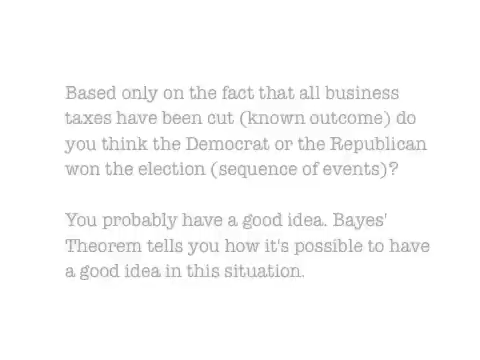 Based only on the fact that all business
taxes have been cut (known outcome) do
you think the Democrat or the Republican
won the election (sequence of events)?
You probably have a good idea. Bayes'
Theorem tells you how it's possible to have
a good idea in this situation.